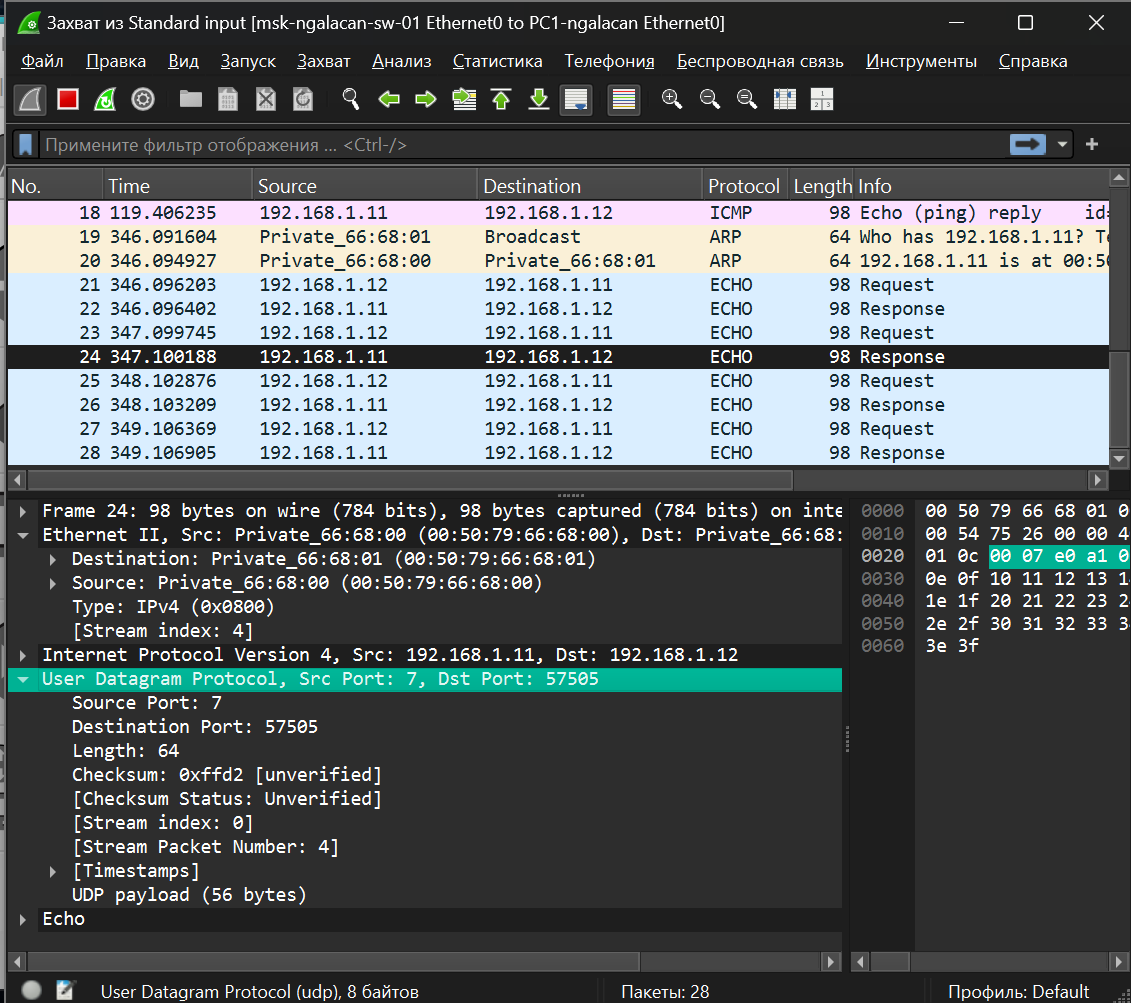 Захват из Standard input [msk-ngalacan-sw-01 Ethernet0 to PC1-ngalacan Ethernet0]
Файл Правка Вид Запуск Захват Анализ Статистика Телефония Беспроводная связь Инструменты Справка
Примените фильтр отображения ... <Ctrl-/>
No. Time Source Destination Protocol Length Info
18 119.406235 192.168.1.11 192.168.1.12 ICMP 98 Echo (ping) reply id=
19 346.091604 Private_66:68:01 Broadcast ARP 64 Who has 192.168.1.11? Te
20 346.094927 Private_66:68:00 Private_66:68:01 ARP 64 192.168.1.11 is at 00:50
21 346.096203 192.168.1.12 192.168.1.11 ECHO 98 Request
22 346.096402 192.168.1.11 192.168.1.12 ECHO 98 Response
23 347.099745 192.168.1.12 192.168.1.11 ECHO 98 Request
24 347.100188 192.168.1.11 192.168.1.12 ECHO 98 Response
25 348.102876 192.168.1.12 192.168.1.11 ECHO 98 Request
26 348.103209 192.168.1.11 192.168.1.12 ECHO 98 Response
27 349.106369 192.168.1.12 192.168.1.11 ECHO 98 Request
28 349.106905 192.168.1.11 192.168.1.12 ECHO 98 Response
Frame 24: 98 bytes on wire (784 bits), 98 bytes captured (784 bits) on inte
Ethernet II, Src: Private_66:68:00 (00:50:79:66:68:00), Dst: Private_66:68:
Destination: Private_66:68:01 (00:50:79:66:68:01)
Source: Private_66:68:00 (00:50:79:66:68:00)
Type: IPv4 (0x0800)
[Stream index: 4]
Internet Protocol Version 4, Src: 192.168.1.11, Dst: 192.168.1.12
User Datagram Protocol, Src Port: 7, Dst Port: 57505
Source Port: 7
Destination Port: 57505
Length: 64
Checksum: 0xffd2 [unverified]
[Checksum Status: Unverified]
[Stream index: 0]
[Stream Packet Number: 4]
[Timestamps]
UDP payload (56 bytes)
Echo
0000 00 50 79 66 68 01 0
0010 00 54 75 26 00 00 4
0020 01 0c 00 07 e0 a1 0
0030 0e 0f 10 11 12 13 1
0040 1e 1f 20 21 22 23 2
0050 2e 2f 30 31 32 33 3
0060 3e 3f
User Datagram Protocol (udp), 8 байтов Пакеты: 28 Профиль: Default